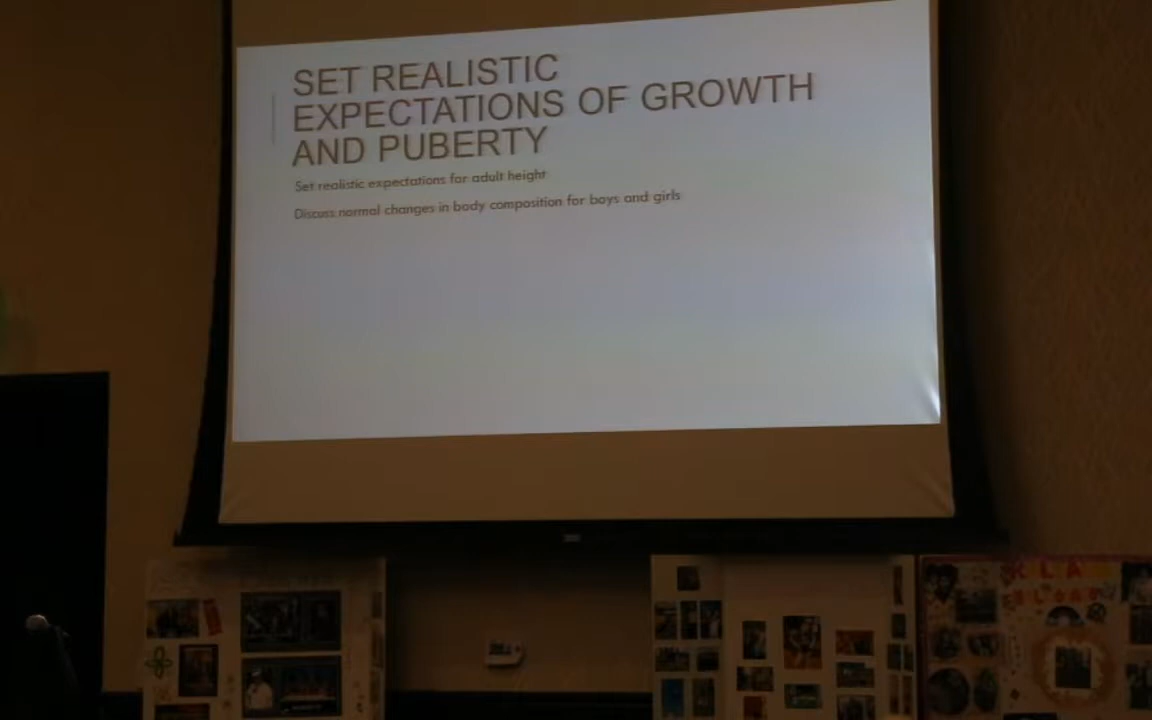 SET REALISTIC
EXPECTATIONS OF GROWTH
AND PUBERTY
Set realistic expectations for adult height
Discuss normal changes in body composition for boys and girls